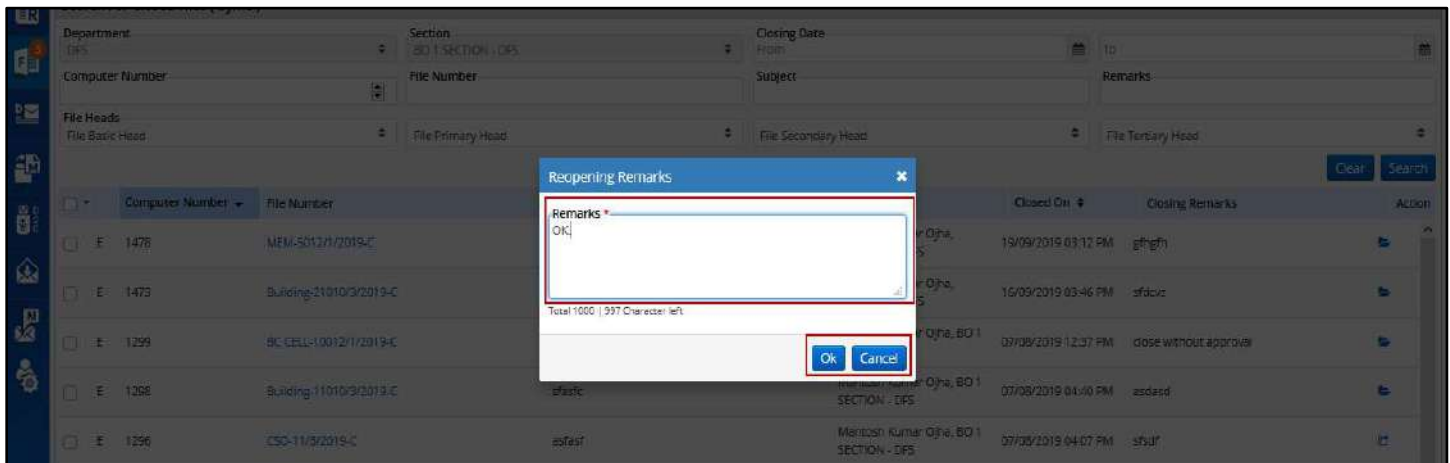 Department
DFS
Section
BO 1 SECTION - DFS
Closing Date
From
To
Computer Number
File Number
Subject
Remarks
File Heads
File Basic Head
File Primary Head
File Secondary Head
File Tertiary Head
Clear Search
Reopening Remarks
Remarks *
OK
Total 1000 | 997 Character left
Ok Cancel
Computer Number File Number Closed On Closing Remarks Action
E 1478 MEM-5012/1/2019-C r Ojha, 19/09/2019 03:12 PM gfhgfh
E 1473 Building-21010/3/2019-C r Ojha, 16/09/2019 03:46 PM
E 1299 BC CELL-10012/1/2019-C r Ojha, BO 1 07/08/2019 12:37 PM close without approval
E 1298 Building-11010/3/2019-C Mantosh Kumar Ojha, BO 1 07/08/2019 04:40 PM asdasd
SECTION - DFS
E 1296 CSO-11/5/2019-C asfasf Mantosh Kumar Ojha, BO 1 07/08/2019 04:07 PM sfsdf
SECTION - DFS